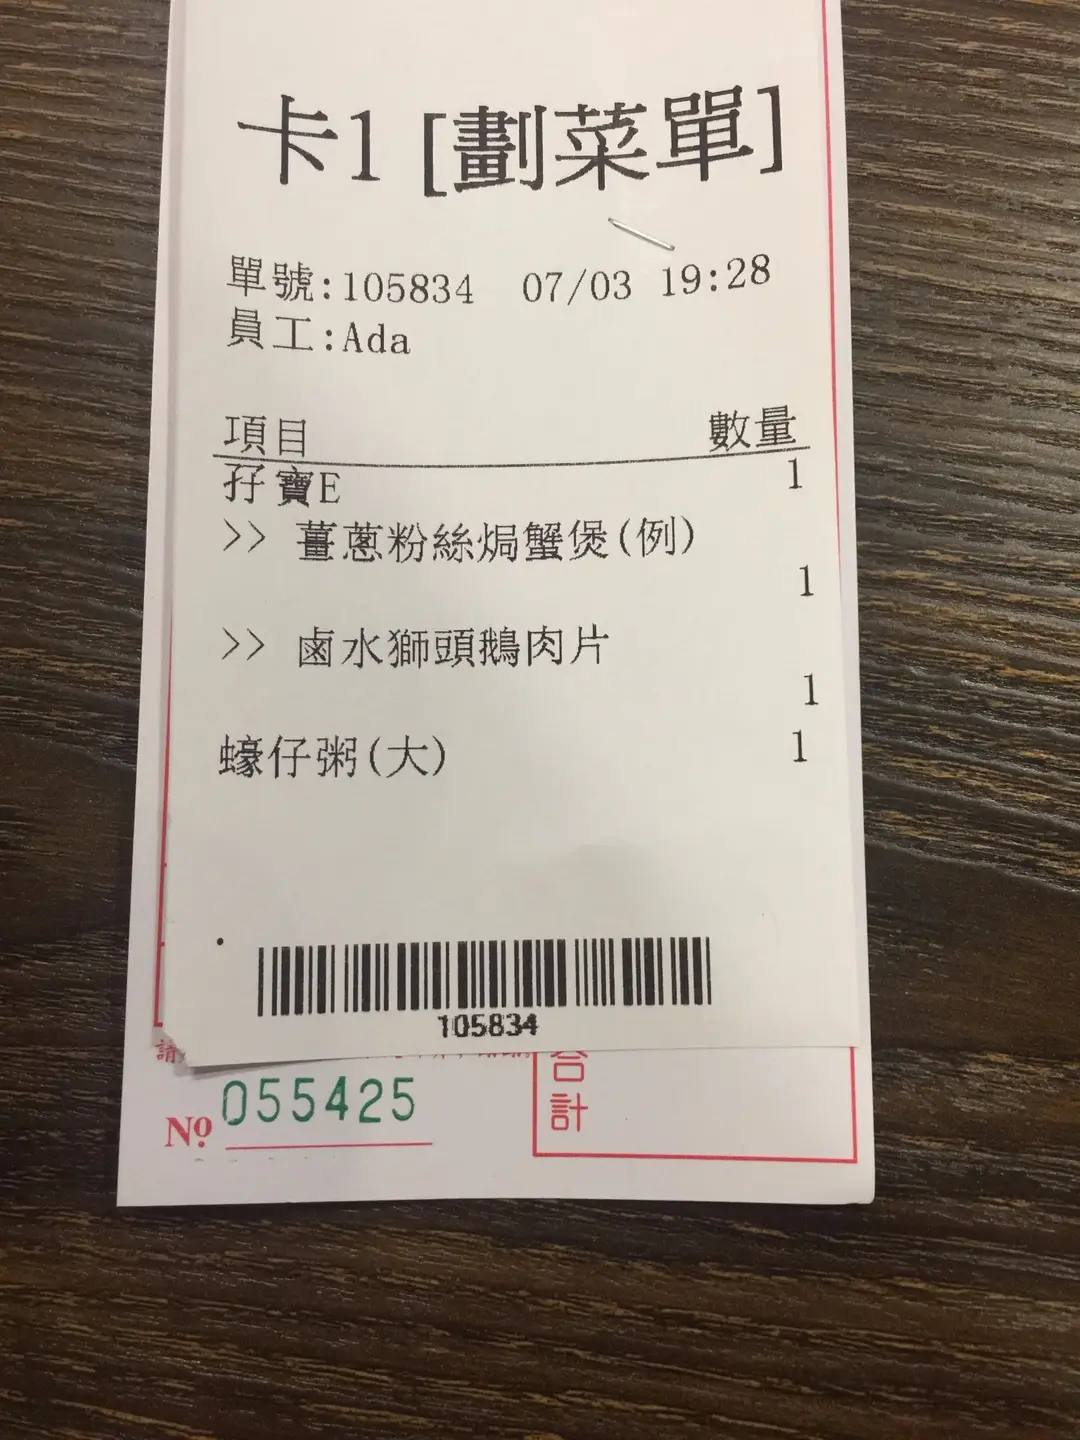 卡1 [劃菜單]
單號:105834 07/03 19:28
員工:Ada
項目 數量
孖寶E 1
>> 薑蔥粉絲焗蟹煲(例)
1
>> 鹵水獅頭鵝肉片
1
蠔仔粥(大) 1
105834
請
合計
№ 055425